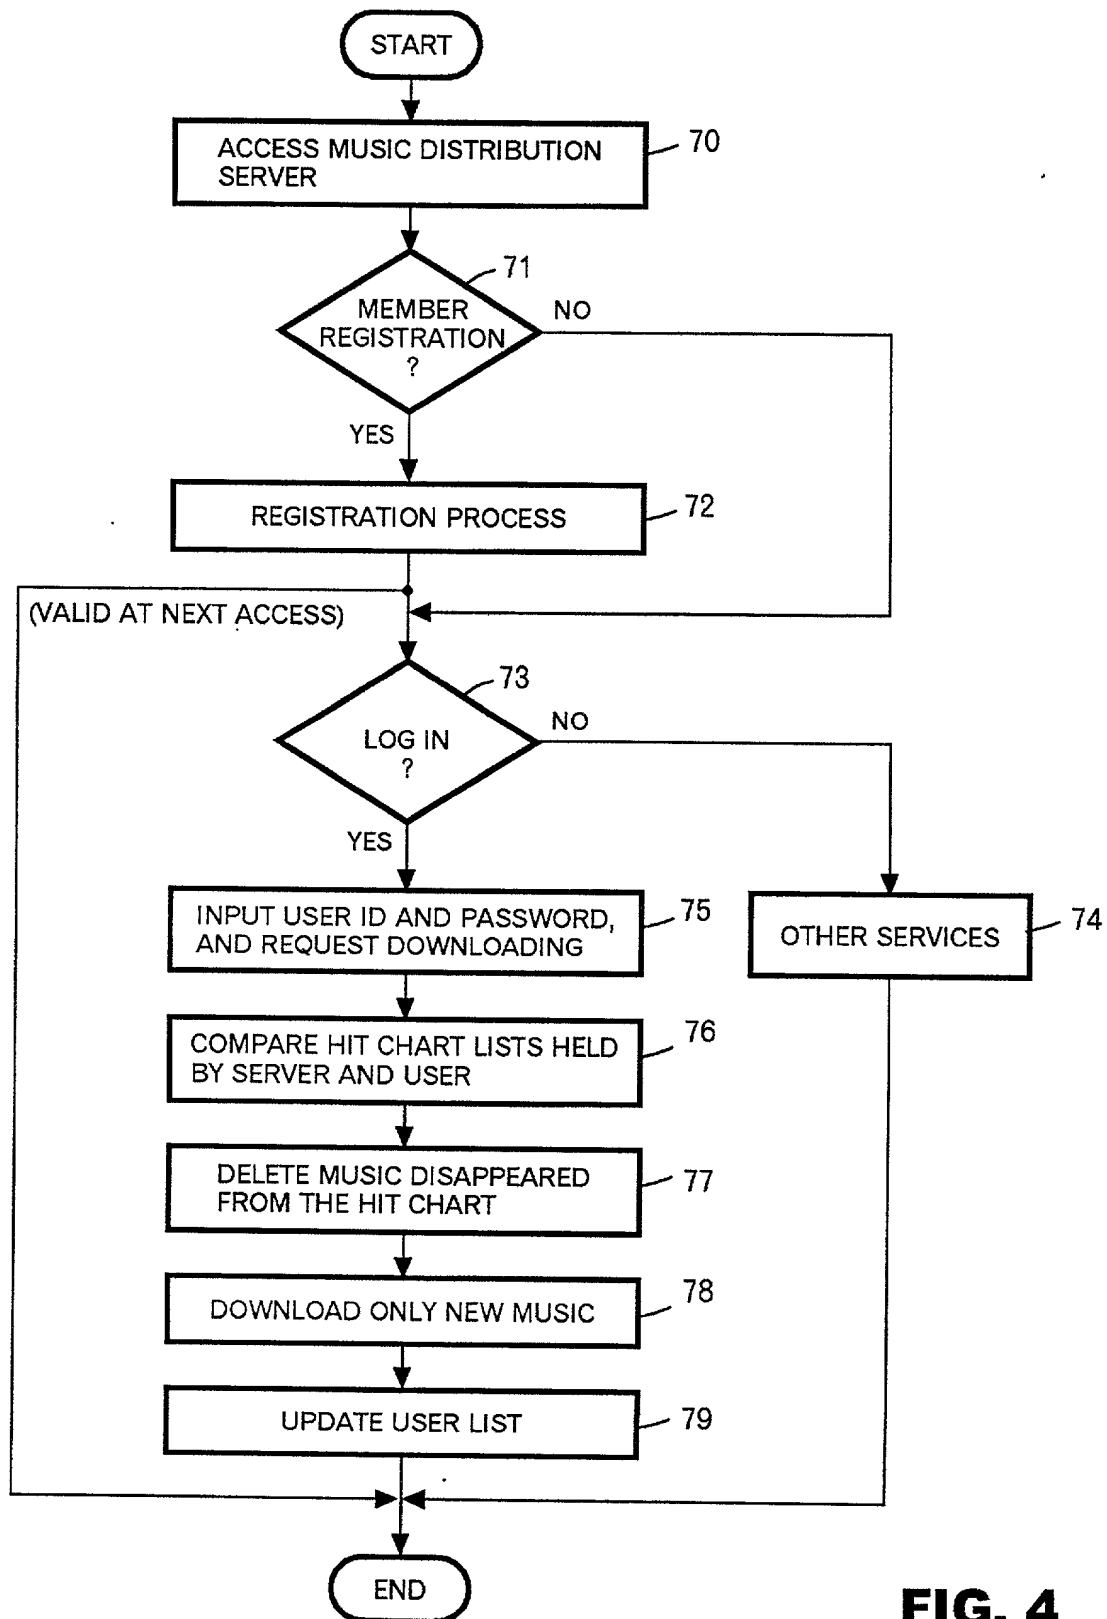 START
ACCESS MUSIC DISTRIBUTION
SERVER
70
71
MEMBER
REGISTRATION
?
NO
YES
REGISTRATION PROCESS
72
(VALID AT NEXT ACCESS)
73
LOG IN
?
NO
YES
INPUT USER ID AND PASSWORD,
AND REQUEST DOWNLOADING
75
OTHER SERVICES
74
COMPARE HIT CHART LISTS HELD
BY SERVER AND USER
76
DELETE MUSIC DISAPPEARED
FROM THE HIT CHART
77
DOWNLOAD ONLY NEW MUSIC
78
UPDATE USER LIST
79
END
FIG. 4